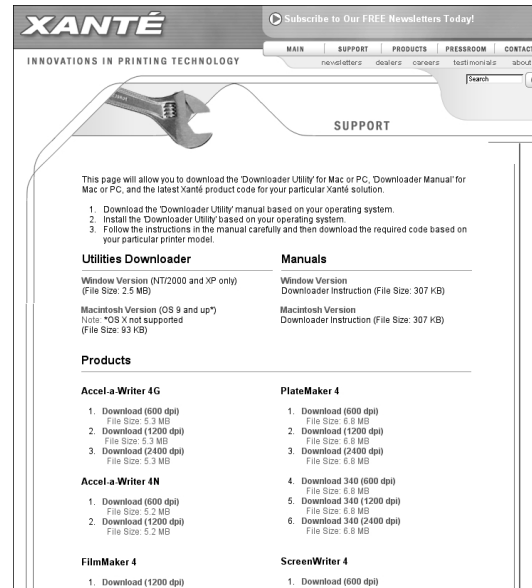 XANTÉ
Subscribe to Our FREE Newsletters Today!
MAIN SUPPORT PRODUCTS PRESSROOM CONTACT
INNOVATIONS IN PRINTING TECHNOLOGY
newsletters dealers careers testimonials about
Search
SUPPORT
This page will allow you to download the 'Downloader Utility' for Mac or PC, 'Downloader Manual' for
Mac or PC, and the latest Xanté product code for your particular Xanté solution.
1. Download the 'Downloader Utility' manual based on your operating system.
2. Install the 'Downloader Utility' based on your operating system.
3. Follow the instructions in the manual carefully and then download the required code based on
your particular printer model.
Utilities Downloader
Window Version (NT/2000 and XP only)
(File Size: 2.5 MB)
Macintosh Version (OS 9 and up*)
Note: *OS X not supported
(File Size: 93 KB)
Manuals
Window Version
Downloader Instruction (File Size: 307 KB)
Macintosh Version
Downloader Instruction (File Size: 307 KB)
Products
Accel-a-Writer 4G
1. Download (600 dpi)
File Size: 5.3 MB
2. Download (1200 dpi)
File Size: 5.3 MB
3. Download (2400 dpi)
File Size: 5.3 MB
Accel-a-Writer 4N
1. Download (600 dpi)
File Size: 5.2 MB
2. Download (1200 dpi)
File Size: 5.2 MB
FilmMaker 4
1. Download (1200 dpi)
PlateMaker 4
1. Download (600 dpi)
File Size: 6.8 MB
2. Download (1200 dpi)
File Size: 6.8 MB
3. Download (2400 dpi)
File Size: 6.8 MB
4. Download 340 (600 dpi)
File Size: 6.8 MB
5. Download 340 (1200 dpi)
File Size: 6.8 MB
6. Download 340 (2400 dpi)
File Size: 6.8 MB
ScreenWriter 4
1. Download (600 dpi)